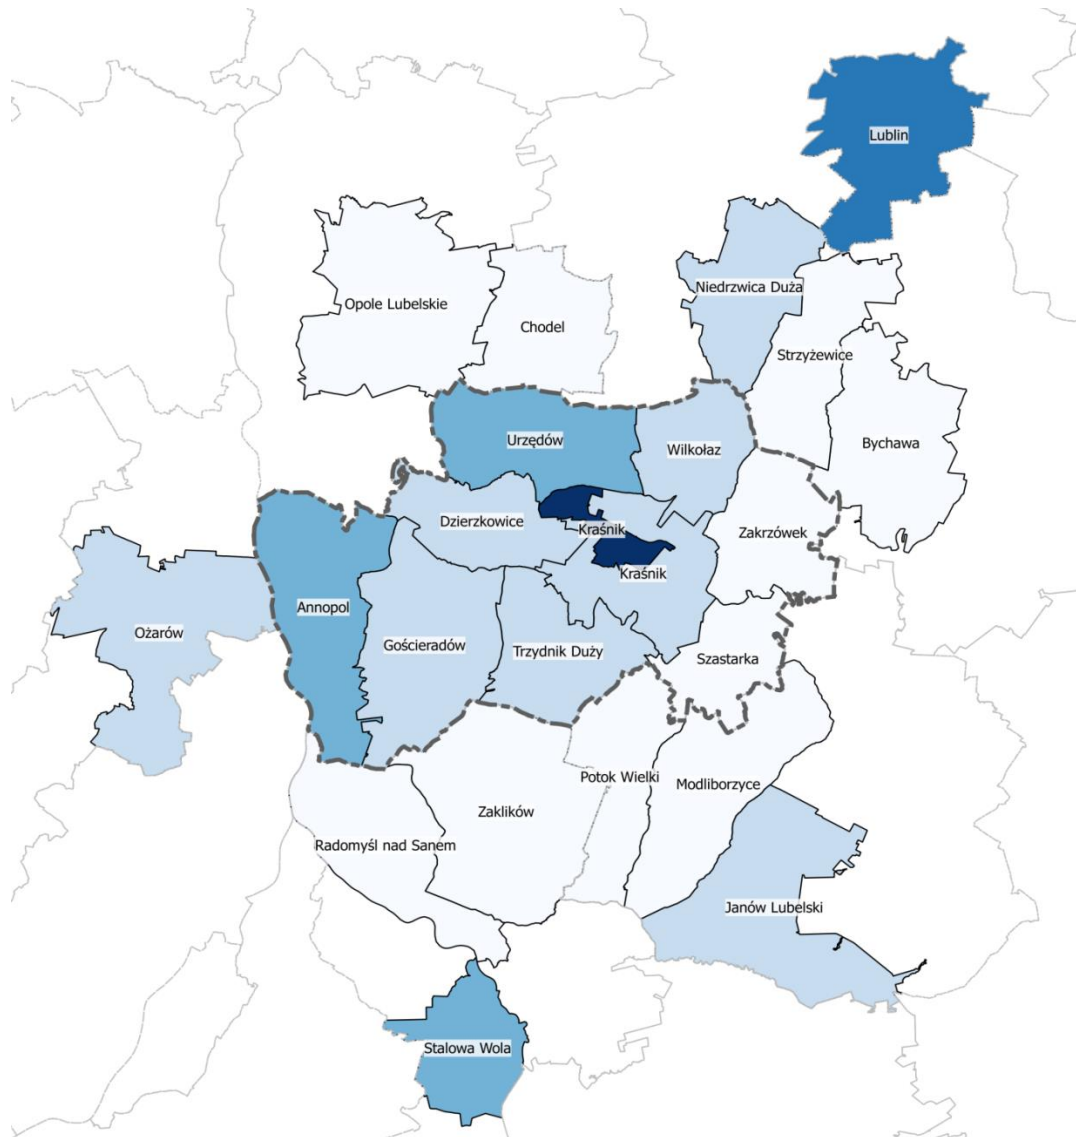 Lublin
Niedrzwica Duża
Opole Lubelskie
Chodel
Strzyżewice
Urzędów
Bychawa
Wilkołaz
Dzierzkowice
Kraśnik
Zakrzówek
Kraśnik
Annopol
Ożarów
Gościeradów
Trzydnik Duży
Szastarka
Potok Wielki
Modliborzyce
Zaklików
Radomyśl nad Sanem
Janów Lubelski
Stalowa Wola